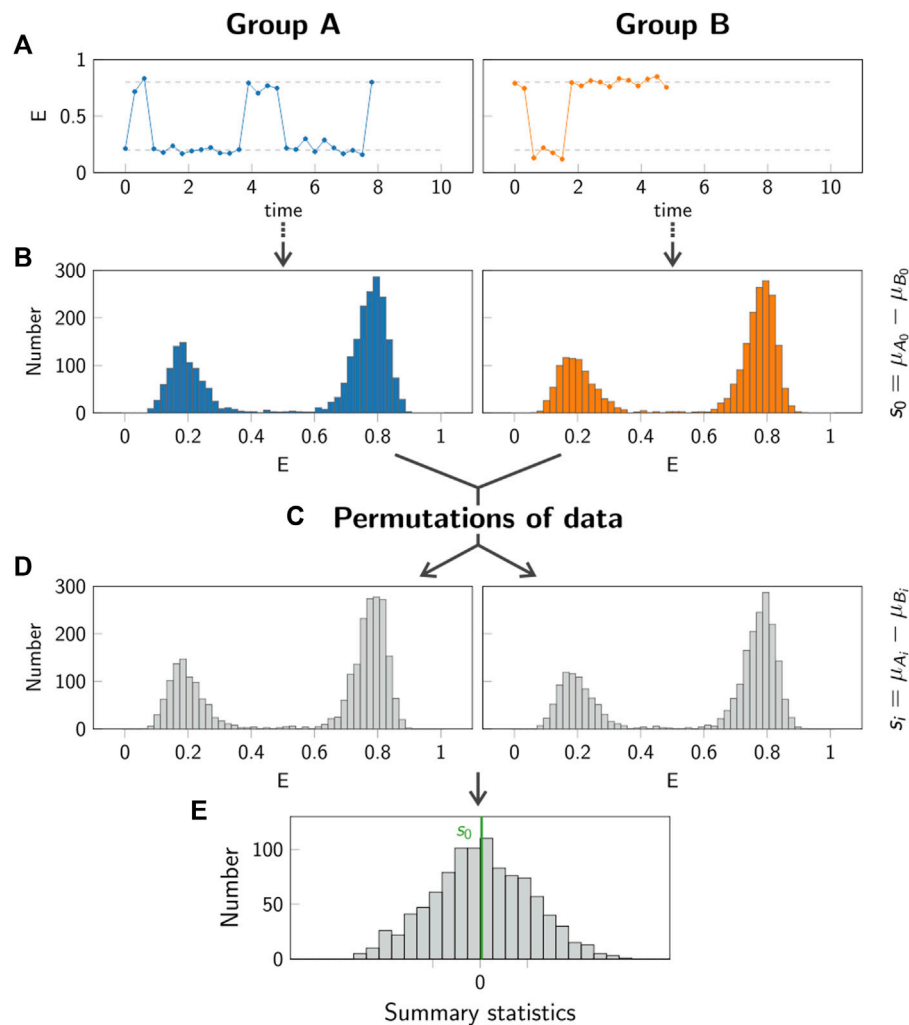 Group A
Group B
A
1
0.5
0
E
0 2 4 6 8 10
time
0 2 4 6 8 10
time
B
300
200
100
0
Number
0 0.2 0.4 0.6 0.8 1
E
0 0.2 0.4 0.6 0.8 1
E
s₀ = μ_A₀ − μ_B₀
C
Permutations of data
D
300
200
100
0
Number
0 0.2 0.4 0.6 0.8 1
E
0 0.2 0.4 0.6 0.8 1
E
sᵢ = μ_Aᵢ − μ_Bᵢ
E
s₀
100
50
0
Number
0
Summary statistics